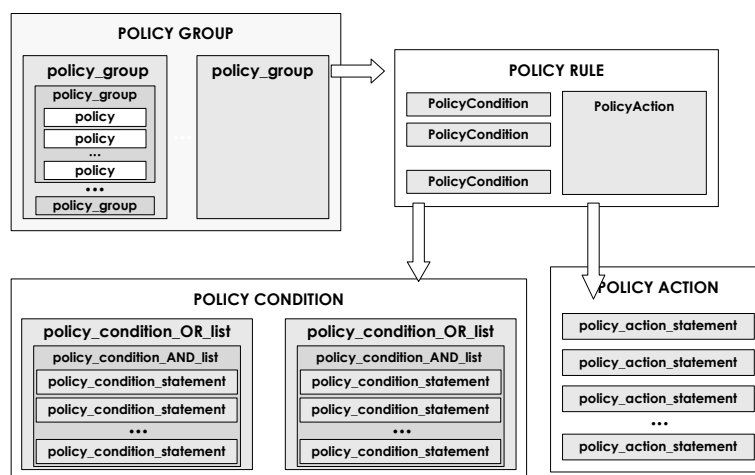 POLICY GROUP
policy_group
policy_group
policy
policy
...
policy
...
policy_group
policy_group
...
POLICY RULE
PolicyCondition
PolicyCondition
PolicyCondition
PolicyAction
POLICY CONDITION
policy_condition_OR_list
policy_condition_AND_list
policy_condition_statement
policy_condition_statement
...
policy_condition_statement
policy_condition_OR_list
policy_condition_AND_list
policy_condition_statement
policy_condition_statement
...
policy_condition_statement
POLICY ACTION
policy_action_statement
policy_action_statement
policy_action_statement
...
policy_action_statement